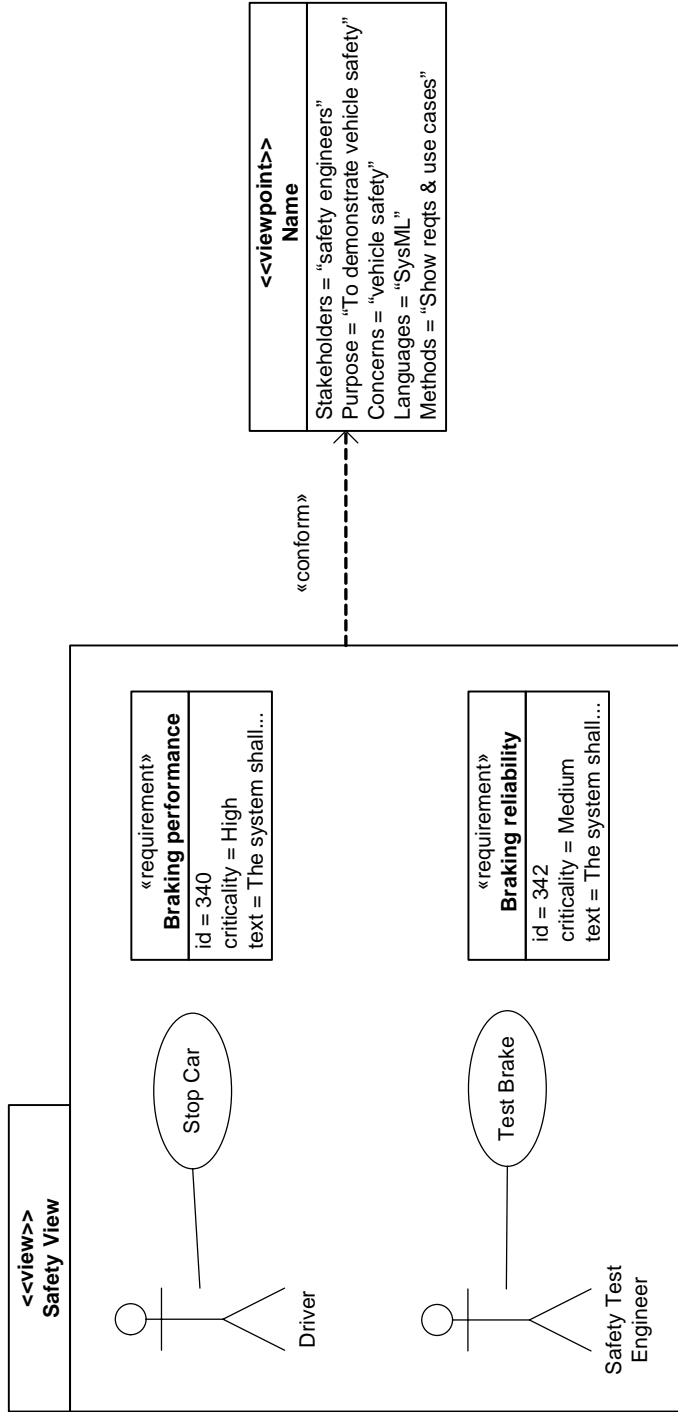 <<view>>
Safety View
Driver
Stop Car
«requirement»
Braking performance
id = 340
criticality = High
text = The system shall...
Safety Test
Engineer
Test Brake
«requirement»
Braking reliability
id = 342
criticality = Medium
text = The system shall...
«conform»
<<viewpoint>>
Name
Stakeholders = “safety engineers”
Purpose = “To demonstrate vehicle safety”
Concerns = “vehicle safety”
Languages = “SysML”
Methods = “Show reqts & use cases”